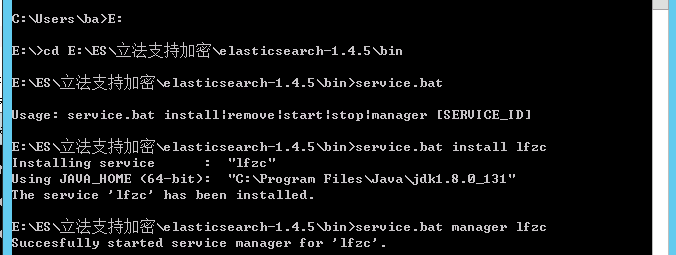 C:\Users\ba>E:
E:\>cd E:\ES\立法支持加密\elasticsearch-1.4.5\bin
E:\ES\立法支持加密\elasticsearch-1.4.5\bin>service.bat
Usage: service.bat install|remove|start|stop|manager [SERVICE_ID]
E:\ES\立法支持加密\elasticsearch-1.4.5\bin>service.bat install lfzc
Installing service      :  "lfzc"
Using JAVA_HOME (64-bit):  "C:\Program Files\Java\jdk1.8.0_131"
The service 'lfzc' has been installed.
E:\ES\立法支持加密\elasticsearch-1.4.5\bin>service.bat manager lfzc
Succesfully started service manager for 'lfzc'.